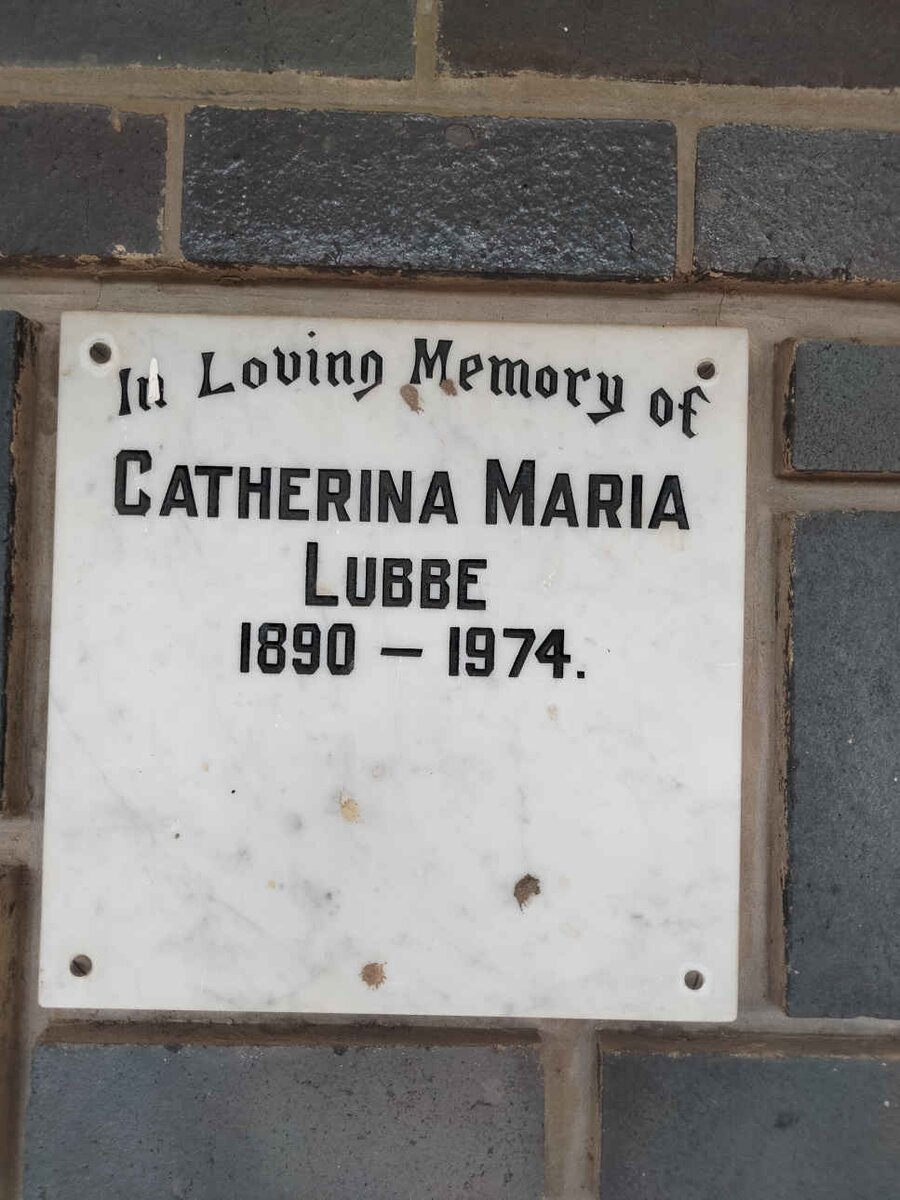 In Loving Memory of
CATHERINA MARIA
LUBBE
1890 – 1974.